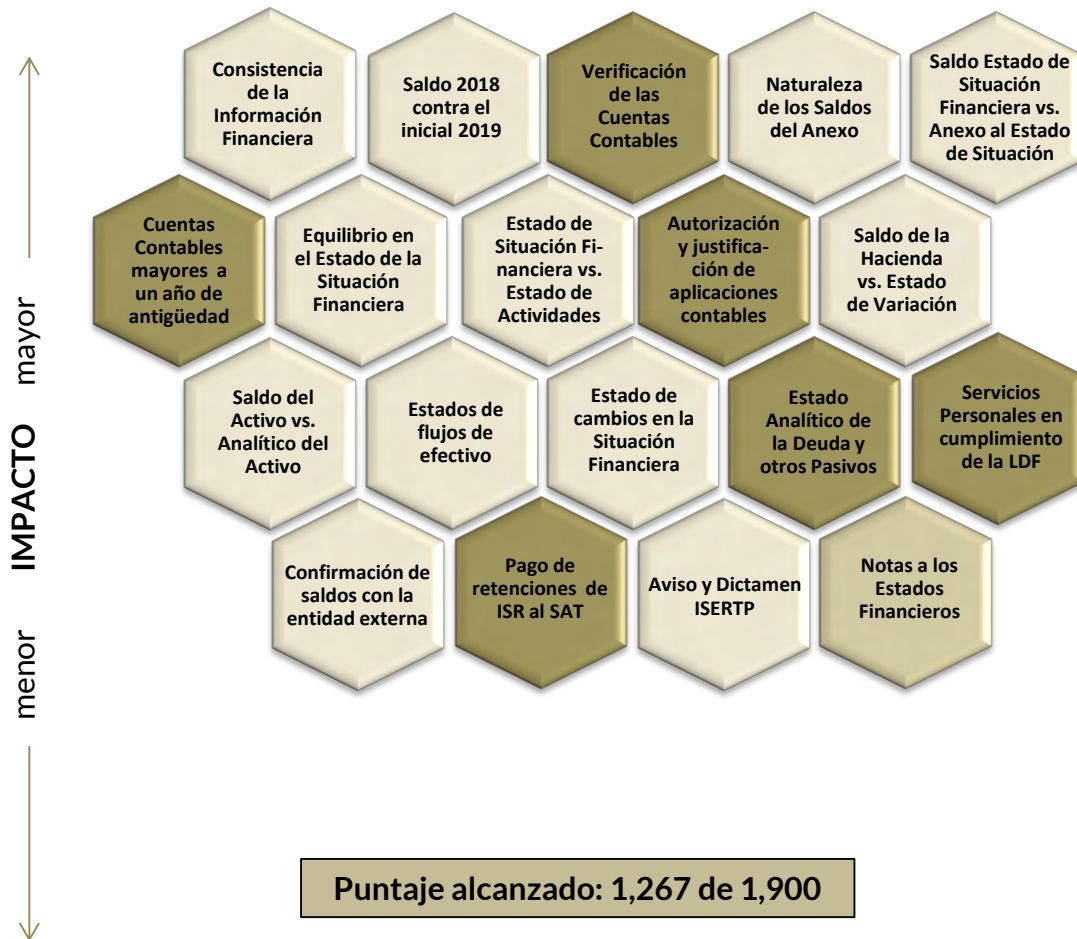 Consistencia
de la
Información
Financiera
Saldo 2018
contra el
inicial 2019
Verificación
de las
Cuentas
Contables
Naturaleza
de los Saldos
del Anexo
Saldo Estado de
Situación
Financiera vs.
Anexo al Estado
de Situación
Cuentas
Contables
mayores a
un año de
antigüedad
Equilibrio en
el Estado de la
Situación
Financiera
Estado de
Situación Fi-
nanciera vs.
Estado de
Actividades
Autorización
y justifica-
ción de
aplicaciones
contables
Saldo de la
Hacienda
vs. Estado
de Variación
Saldo del
Activo vs.
Analítico del
Activo
Estados de
flujos de
efectivo
Estado de
cambios en la
Situación
Financiera
Estado
Analítico de
la Deuda y
otros Pasivos
Servicios
Personales en
cumplimiento
de la LDF
Confirmación de
saldos con la
entidad externa
Pago de
retenciones de
ISR al SAT
Aviso y Dictamen
ISERTP
Notas a los
Estados
Financieros
menor IMPACTO mayor
Puntaje alcanzado: 1,267 de 1,900